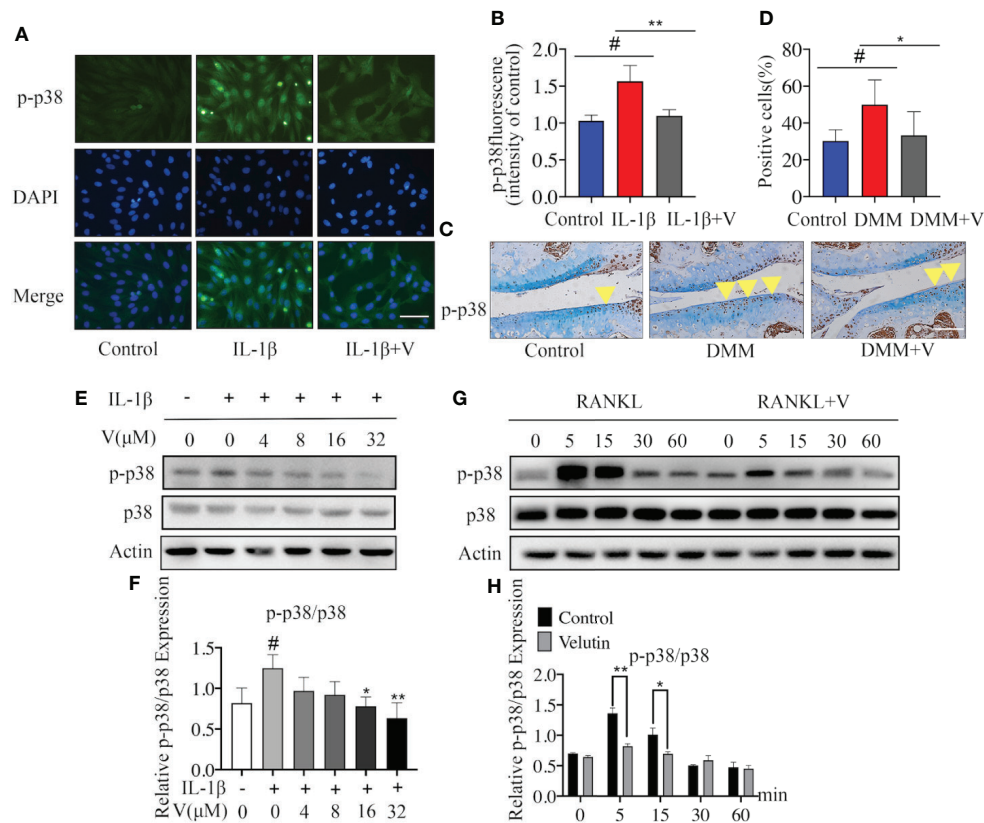 A
p-p38
DAPI
Merge
Control IL-1β IL-1β+V
B
p-p38fluorescene
(intensity of control)
2.0
1.5
1.0
0.5
0.0
#
**
Control IL-1β IL-1β+V
D
Positive cells(%)
80
60
40
20
0
#
*
Control DMM DMM+V
C
p-p38
Control DMM DMM+V
E
IL-1β - + + + + +
V(μM) 0 0 4 8 16 32
p-p38
p38
Actin
F
p-p38/p38
Relative p-p38/p38 Expression
1.5
1.0
0.5
0.0
#
*
**
IL-1β - + + + + +
V(μM) 0 0 4 8 16 32
G
RANKL RANKL+V
0 5 15 30 60 0 5 15 30 60
p-p38
p38
Actin
H
Control
Velutin
p-p38/p38
Relative p-p38/p38 Expression
2.0
1.5
1.0
0.5
0.0
**
*
0 5 15 30 60 min